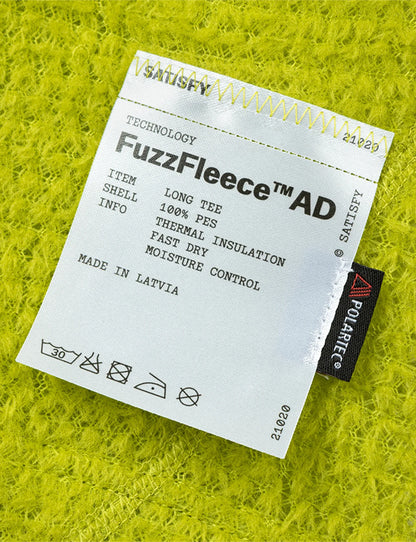 SATISFY
21020
TECHNOLOGY
FuzzFleece™AD
ITEM LONG TEE
SHELL 100% PES
INFO THERMAL INSULATION
FAST DRY
MOISTURE CONTROL
MADE IN LATVIA
© SATISFY
POLARTEC®
30
21020